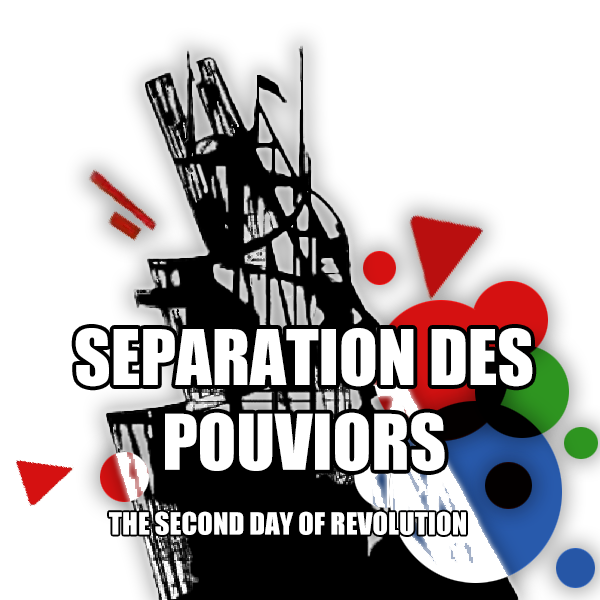 SEPARATION DES
POUVIORS
THE SECOND DAY OF REVOLUTION